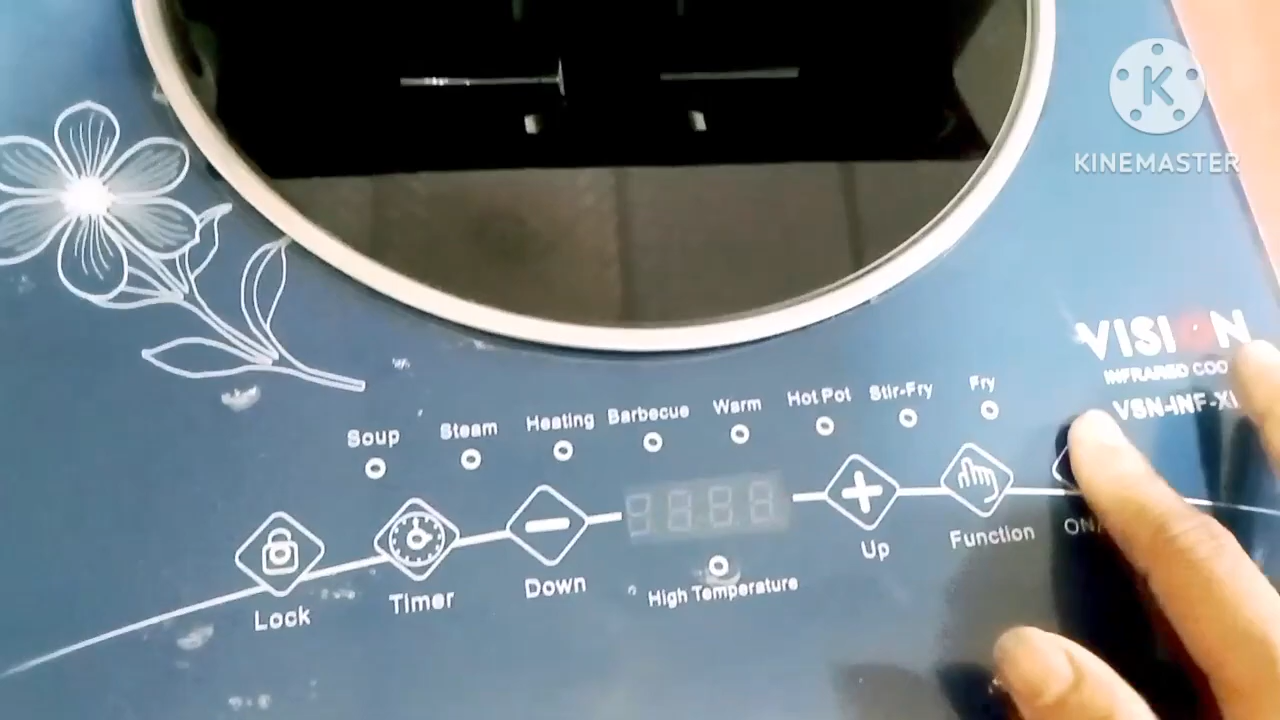 KINEMASTER
VISION
INFRARED COO
VSN-INF-XI
Soup
Steam
Heating
Barbecue
Warm
Hot Pot
Stir-Fry
Fry
Lock
Timer
Down
High Temperature
Up
Function
ON/